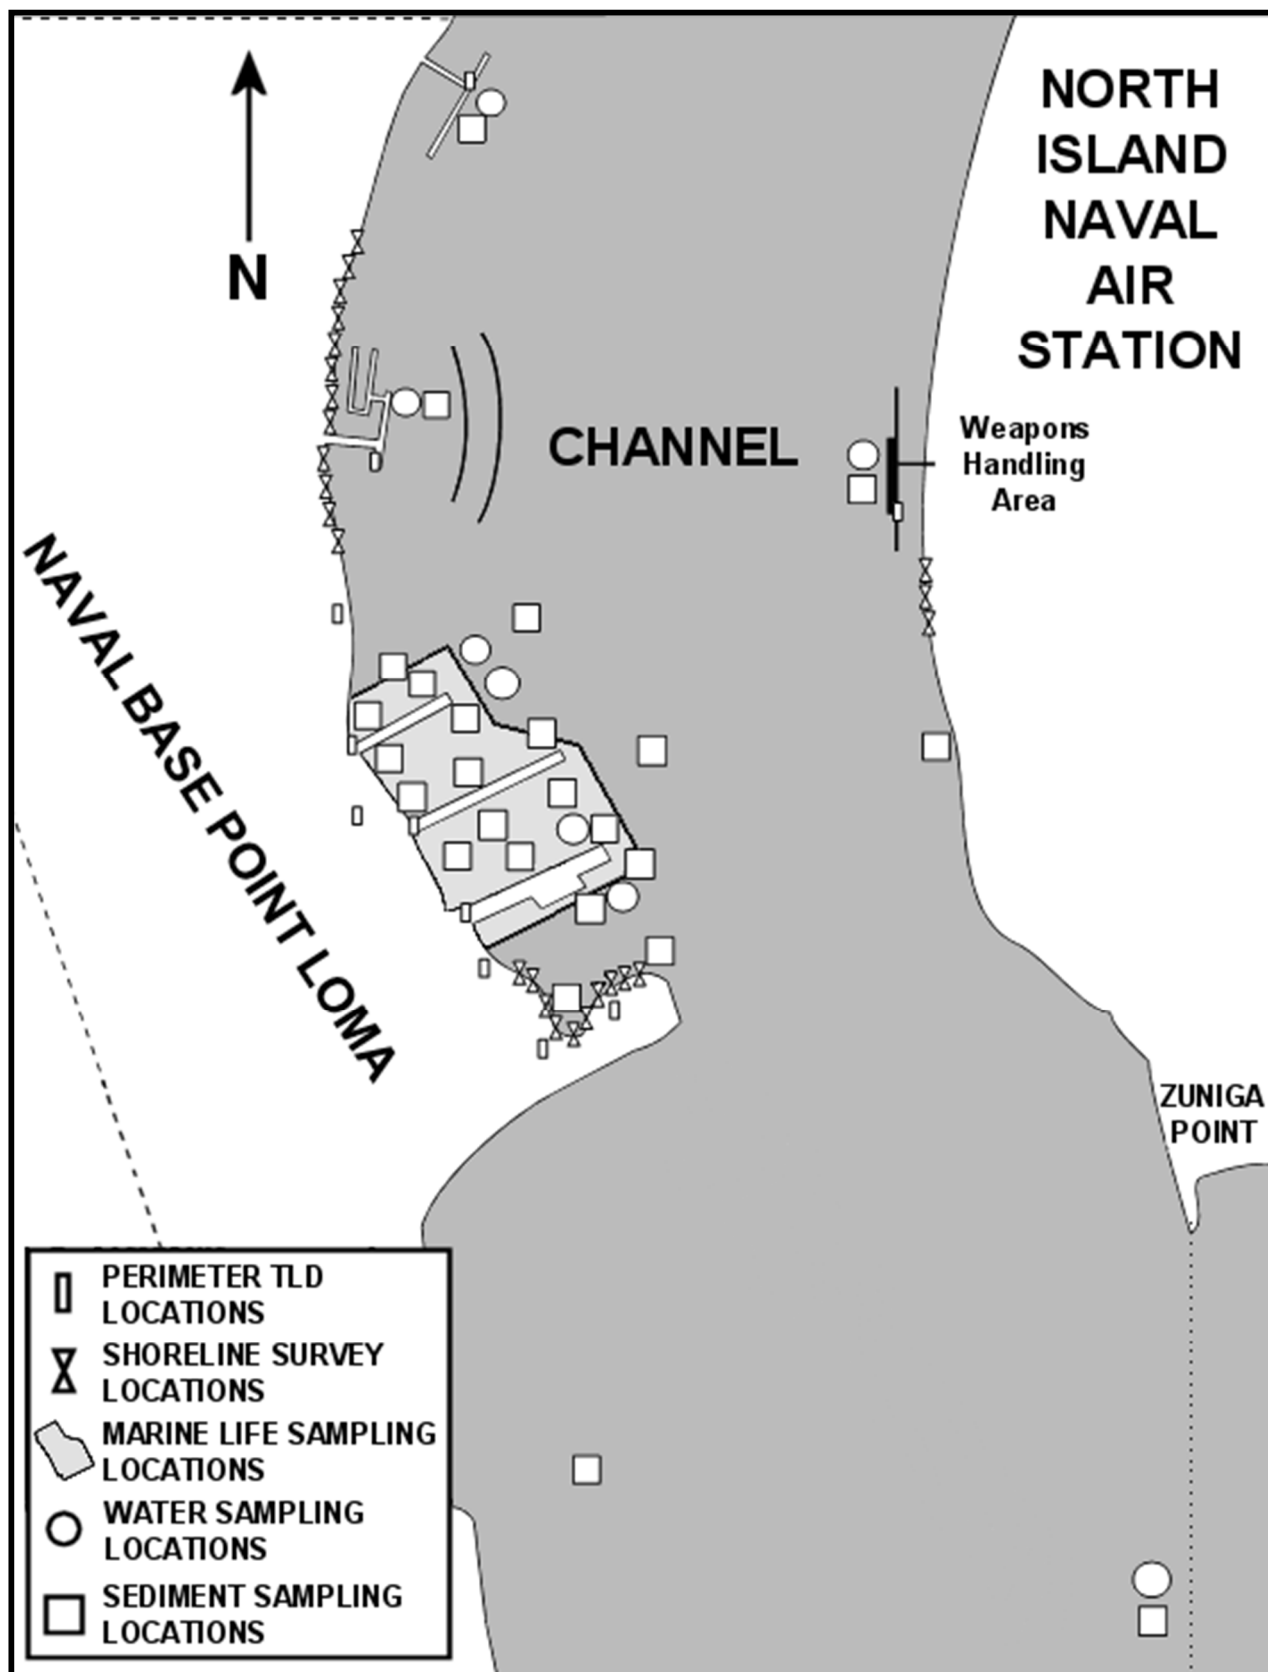 NORTH
ISLAND
NAVAL
AIR
STATION
N
CHANNEL
Weapons
Handling
Area
NAVAL BASE POINT LOMA
ZUNIGA
POINT
PERIMETER TLD
LOCATIONS
SHORELINE SURVEY
LOCATIONS
MARINE LIFE SAMPLING
LOCATIONS
WATER SAMPLING
LOCATIONS
SEDIMENT SAMPLING
LOCATIONS